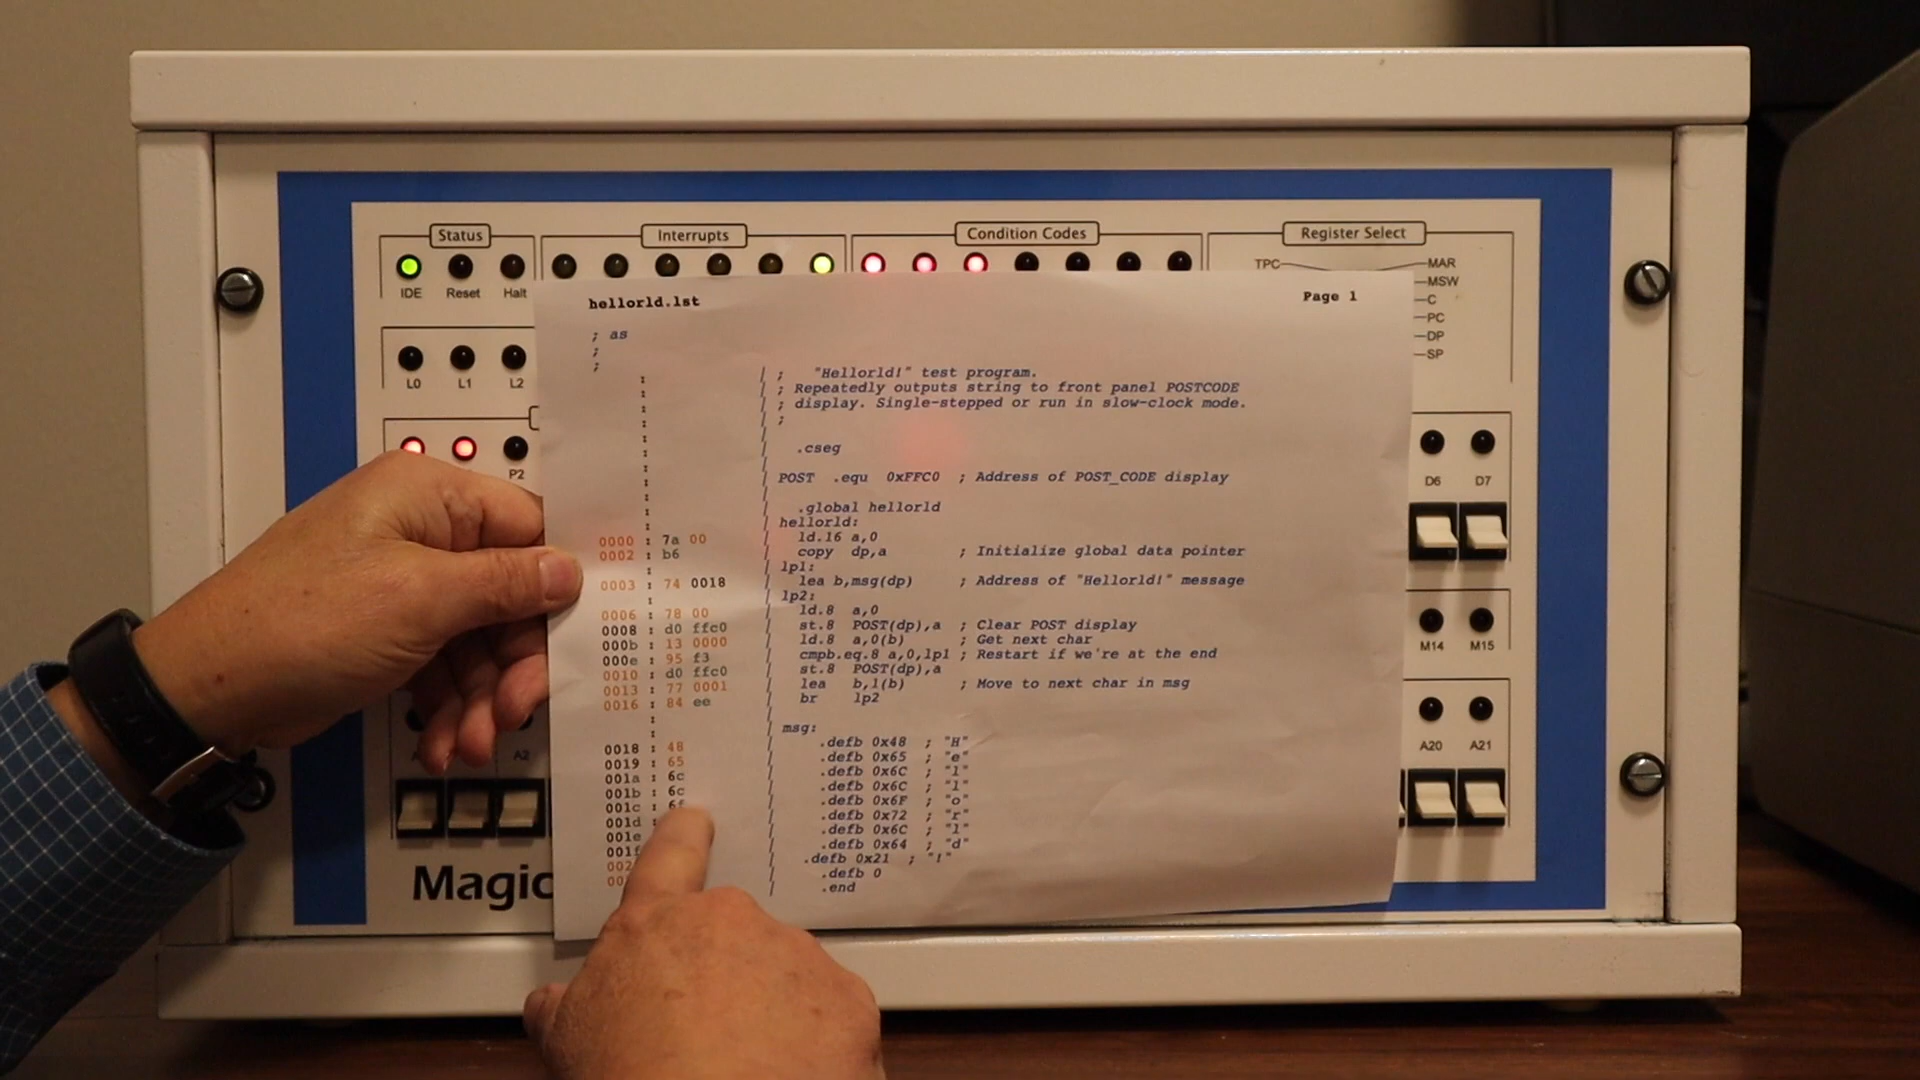 Status
Interrupts
Condition Codes
Register Select
IDE Reset Halt
TPC
MAR
MSW
C
PC
DP
SP
L0 L1 L2
P2
D6 D7
M14 M15
A2
A20 A21
Magic
hellorld.lst Page 1
; as
;
;
: | ; "Hellorld!" test program.
: | ; Repeatedly outputs string to front panel POSTCODE
: | ; display. Single-stepped or run in slow-clock mode.
: | ;
: |
: | .cseg
: |
: | POST .equ 0xFFC0 ; Address of POST_CODE display
: |
: | .global hellorld
: | hellorld:
0000 : 7a 00 | ld.16 a,0
0002 : b6 | copy dp,a ; Initialize global data pointer
: | lp1:
0003 : 74 0018 | lea b,msg(dp) ; Address of "Hellorld!" message
: | lp2:
0006 : 78 00 | ld.8 a,0
0008 : d0 ffc0 | st.8 POST(dp),a ; Clear POST display
000b : 13 0000 | ld.8 a,0(b) ; Get next char
000e : 95 f3 | cmpb.eq.8 a,0,lp1 ; Restart if we're at the end
0010 : d0 ffc0 | st.8 POST(dp),a
0013 : 77 0001 | lea b,1(b) ; Move to next char in msg
0016 : 84 ee | br lp2
: |
: | msg:
0018 : 48 | .defb 0x48 ; "H"
0019 : 65 | .defb 0x65 ; "e"
001a : 6c | .defb 0x6C ; "l"
001b : 6c | .defb 0x6C ; "l"
001c : 6f | .defb 0x6F ; "o"
001d : | .defb 0x72 ; "r"
001e | .defb 0x6C ; "l"
001f | .defb 0x64 ; "d"
| .defb 0x21 ; "!"
| .defb 0
| .end